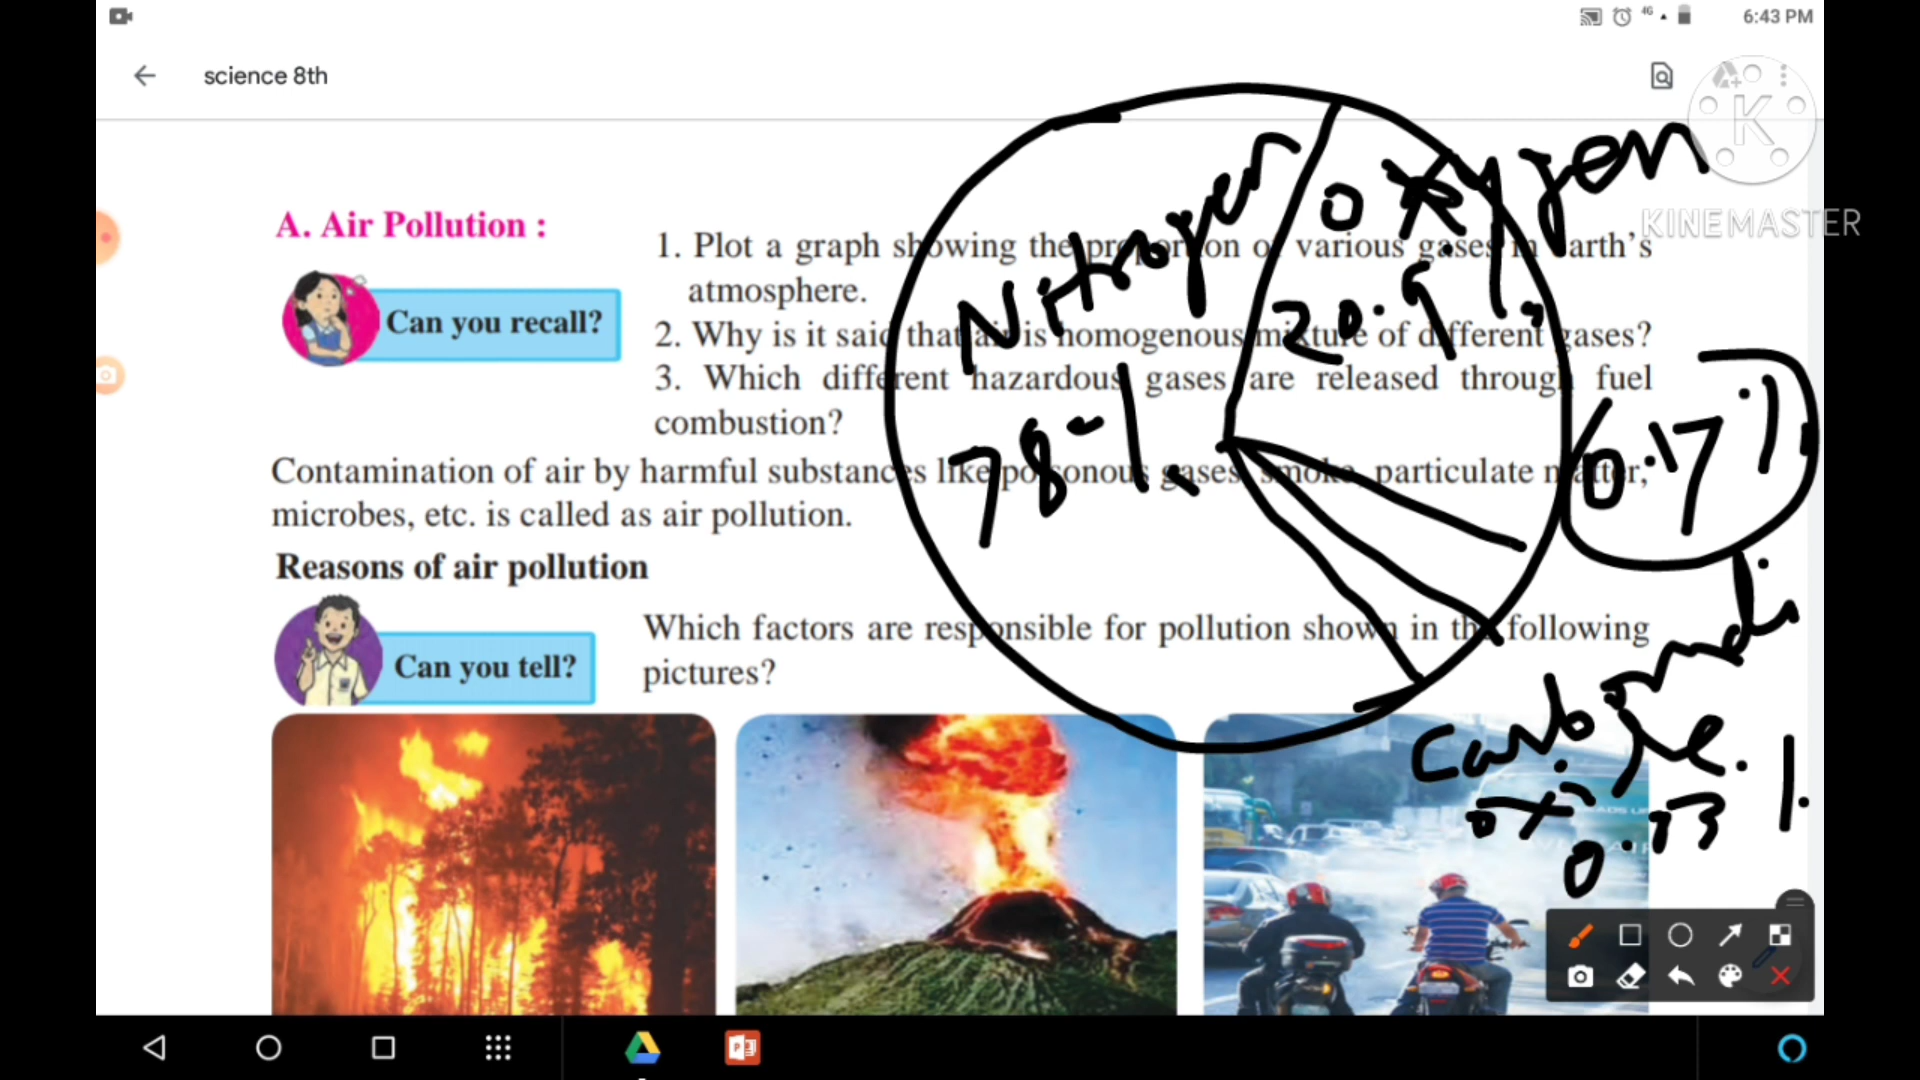 6:43 PM
4G
science 8th
K
KINEMASTER
A. Air Pollution :
Can you recall?
1. Plot a graph showing the proportion of various gases in Earth's
atmosphere.
2. Why is it said that air is homogenous mixture of different gases?
3. Which different hazardous gases are released through fuel
combustion?
Contamination of air by harmful substances like poisonous gases, smoke, particulate matter,
microbes, etc. is called as air pollution.
Reasons of air pollution
Can you tell?
Which factors are responsible for pollution shown in the following
pictures?
Nitrogen
78%
oxygen
20.9%
0.17%